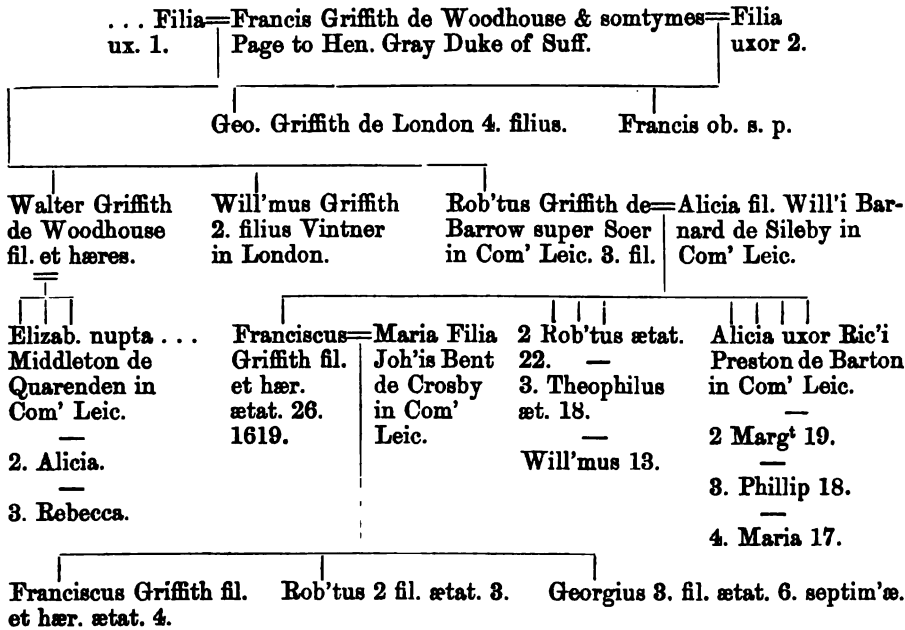 . . . Filia=Francis Griffith de Woodhouse & somtymes=Filia
ux. 1. Page to Hen. Gray Duke of Suff. uxor 2.
Geo. Griffith de London 4. filius. Francis ob. s. p.
Walter Griffith
de Woodhouse
fil. et hæres.
Will'mus Griffith
2. filius Vintner
in London.
Rob'tus Griffith de=
Barrow super Soer
in Com' Leic. 3. fil.
Alicia fil. Will'i Bar-
nard de Sileby in
Com' Leic.
Elizab. nupta . . .
Middleton de
Quarenden in
Com' Leic.
—
2. Alicia.
—
3. Rebecca.
Franciscus=
Griffith fil.
et hær.
ætat. 26.
1619.
Maria Filia
Joh'is Bent
de Crosby
in Com'
Leic.
2 Rob'tus ætat.
22. —
3. Theophilus
æt. 18.
—
Will'mus 13.
Alicia uxor Ric'i
Preston de Barton
in Com' Leic.
—
2 Margᵗ 19.
—
3. Phillip 18.
—
4. Maria 17.
Franciscus Griffith fil.
et hær. ætat. 4.
Rob'tus 2 fil. ætat. 3.
Georgius 3. fil. ætat. 6. septim'æ.